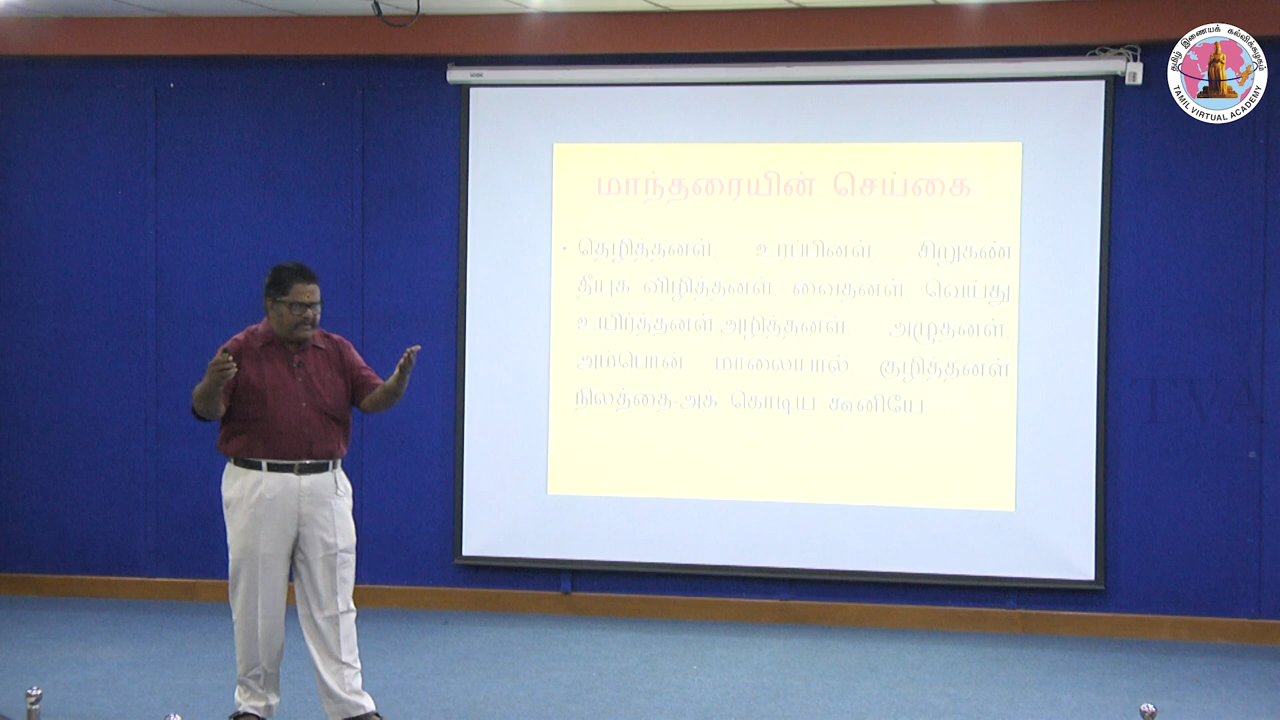 தமிழ் இணையக் கல்விக்கழகம்
TAMIL VIRTUAL ACADEMY
மாந்தரையின் செய்கை
• தெழித்தனள் உரப்பினள் சிறுகண்
தீயுக விழித்தனள், வைதனள், வெய்து
உயிர்த்தனள் அழித்தனள் அழுதனள்,
அம்பொன் மாலையால் குழித்தனள்
நிலத்தை-அக் கொடிய கூனியே.
TVA